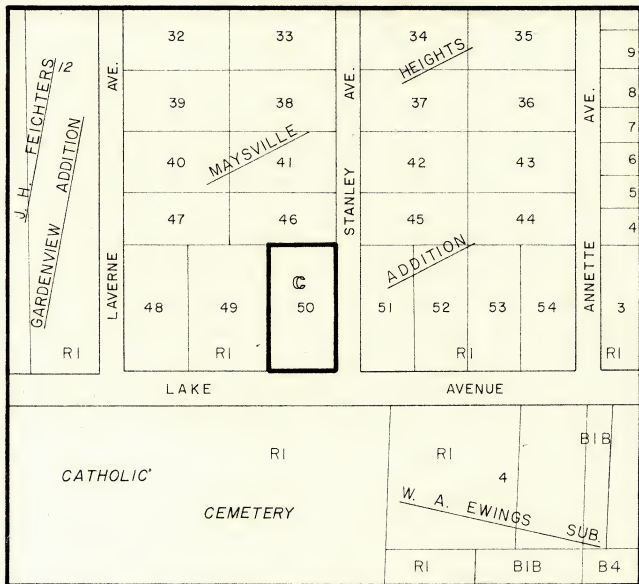 32 33 34 35
HEIGHTS
9
J. H. FEICHTERS 12
GARDENVIEW ADDITION
AVE.
AVE.
AVE.
39 38 37 36
8
7
MAYSVILLE
40 41 42 43
6
5
STANLEY
47 46 45 44
4
ADDITION
LAVERNE
ANNETTE
C
48 49 50 51 52 53 54 3
R1 R1 R1 R1
LAKE AVENUE
R1 R1 B1B
4
CATHOLIC
CEMETERY
W. A. EWINGS SUB.
R1 B1B B4